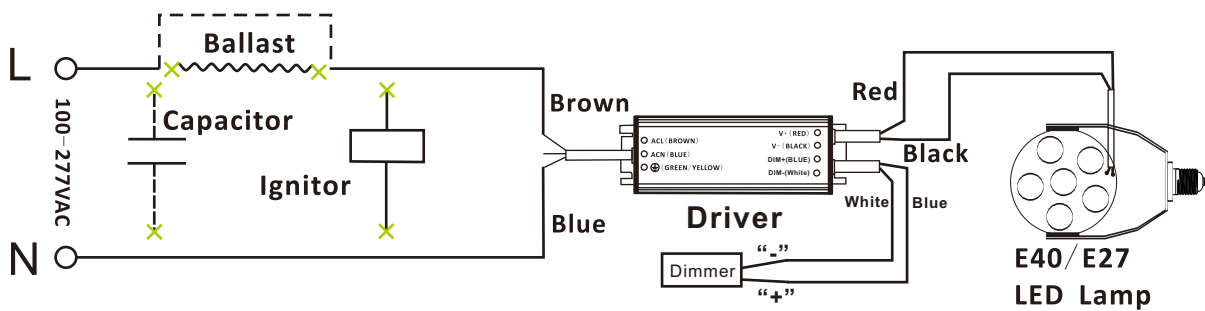 Ballast
L
Brown
Red
100-277VAC
Capacitor
Ignitor
ACL(BROWN)
ACN(BLUE)
(GREEN/YELLOW)
V+(RED)
V-(BLACK)
DIM+(BLUE)
DIM-(White)
Black
Blue
Driver
White
Blue
N
Dimmer
“-”
“+”
E40/E27
LED Lamp